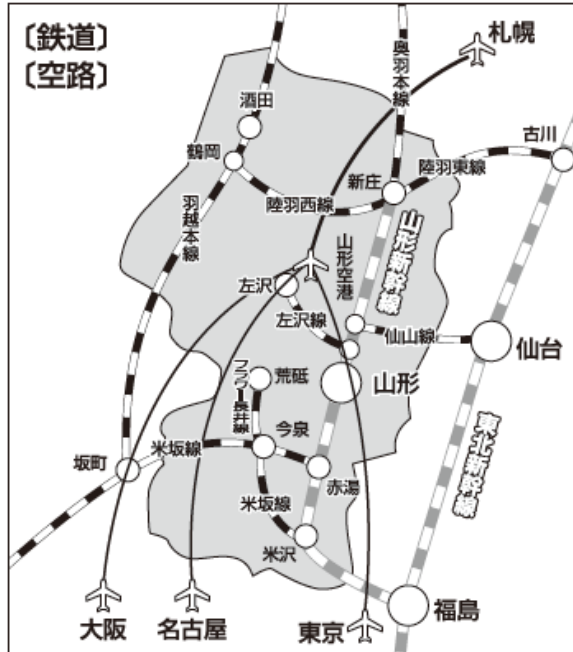 〔鉄道〕
〔空路〕
札幌
奥羽本線
酒田
古川
鶴岡
陸羽東線
新庄
陸羽西線
羽越本線
山形新幹線
山形空港
左沢
左沢線
仙山線
仙台
荒砥
山形
フラワー長井線
今泉
東北新幹線
坂町
米坂線
赤湯
米坂線
米沢
福島
大阪
名古屋
東京